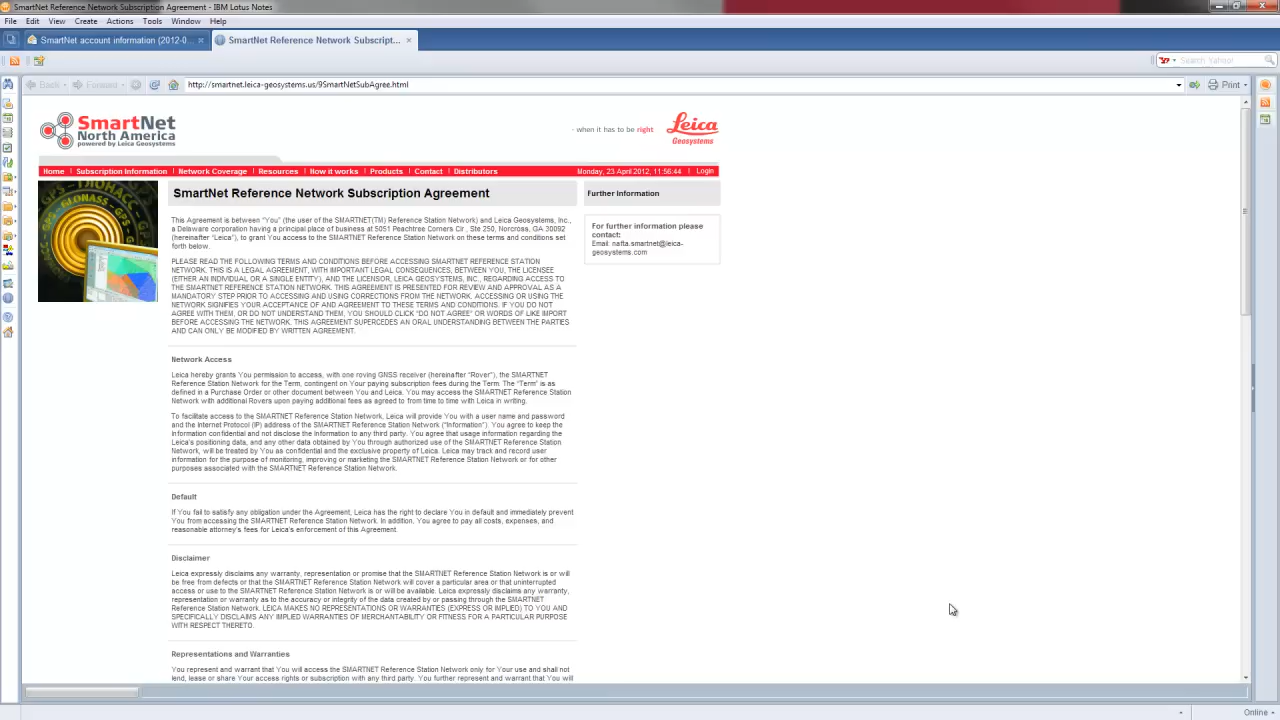 SmartNet Reference Network Subscription Agreement - IBM Lotus Notes
File Edit View Create Actions Tools Window Help
SmartNet account information (2012-0... SmartNet Reference Network Subscript...
Search Yahoo!
Back Forward http://smartnet.leica-geosystems.us/9SmartNetSubAgree.html Print
SmartNet
North America
powered by Leica Geosystems
- when it has to be right
Leica
Geosystems
Home | Subscription Information | Network Coverage | Resources | How it works | Products | Contact | Distributors Monday, 23 April 2012, 11:56:44 | Login
SmartNet Reference Network Subscription Agreement
This Agreement is between "You" (the user of the SMARTNET(TM) Reference Station Network) and Leica Geosystems, Inc.,
a Delaware corporation having a principal place of business at 5051 Peachtree Corners Cir , Ste 250, Norcross, GA 30092
(hereinafter "Leica"), to grant You access to the SMARTNET Reference Station Network on these terms and conditions set
forth below.
PLEASE READ THE FOLLOWING TERMS AND CONDITIONS BEFORE ACCESSING SMARTNET REFERENCE STATION
NETWORK. THIS IS A LEGAL AGREEMENT, WITH IMPORTANT LEGAL CONSEQUENCES, BETWEEN YOU, THE LICENSEE
(EITHER AN INDIVIDUAL OR A SINGLE ENTITY), AND THE LICENSOR, LEICA GEOSYSTEMS, INC., REGARDING ACCESS TO
THE SMARTNET REFERENCE STATION NETWORK. THIS AGREEMENT IS PRESENTED FOR REVIEW AND APPROVAL AS A
MANDATORY STEP PRIOR TO ACCESSING AND USING CORRECTIONS FROM THE NETWORK. ACCESSING OR USING THE
NETWORK SIGNIFIES YOUR ACCEPTANCE OF AND AGREEMENT TO THESE TERMS AND CONDITIONS. IF YOU DO NOT
AGREE WITH THEM, OR DO NOT UNDERSTAND THEM, YOU SHOULD CLICK "DO NOT AGREE" OR WORDS OF LIKE IMPORT
BEFORE ACCESSING THE NETWORK. THIS AGREEMENT SUPERCEDES AN ORAL UNDERSTANDING BETWEEN THE PARTIES
AND CAN ONLY BE MODIFIED BY WRITTEN AGREEMENT.
Network Access
Leica hereby grants You permission to access, with one roving GNSS receiver (hereinafter "Rover"), the SMARTNET
Reference Station Network for the Term, contingent on Your paying subscription fees during the Term. The "Term" is as
defined in a Purchase Order or other document between You and Leica. You may access the SMARTNET Reference Station
Network with additional Rovers upon paying additional fees as agreed to from time to time with Leica in writing.
To facilitate access to the SMARTNET Reference Station Network, Leica will provide You with a user name and password
and the Internet Protocol (IP) address of the SMARTNET Reference Station Network ("Information"). You agree to keep the
Information confidential and not disclose the Information to any third party. You agree that usage information regarding the
Leica's positioning data, and any other data obtained by You through authorized use of the SMARTNET Reference Station
Network, will be treated by You as confidential and the exclusive property of Leica. Leica may track and record user
information for the purpose of monitoring, improving or marketing the SMARTNET Reference Station Network or for other
purposes associated with the SMARTNET Reference Station Network.
Default
If You fail to satisfy any obligation under the Agreement, Leica has the right to declare You in default and immediately prevent
You from accessing the SMARTNET Reference Station Network. In addition, You agree to pay all costs, expenses, and
reasonable attorney's fees for Leica's enforcement of this Agreement.
Disclaimer
Leica expressly disclaims any warranty, representation or promise that the SMARTNET Reference Station Network is or will
be free from defects or that the SMARTNET Reference Station Network will cover a particular area or that uninterrupted
access or use to the SMARTNET Reference Station Network is or will be available. Leica expressly disclaims any warranty,
representation or warranty as to the accuracy or integrity of the data created by or passing through the SMARTNET
Reference Station Network. LEICA MAKES NO REPRESENTATIONS OR WARRANTIES (EXPRESS OR IMPLIED) TO YOU AND
SPECIFICALLY DISCLAIMS ANY IMPLIED WARRANTIES OF MERCHANTABILITY OR FITNESS FOR A PARTICULAR PURPOSE
WITH RESPECT THERETO.
Representations and Warranties
You represent and warrant that You will access the SMARTNET Reference Station Network only for Your use and shall not
lend, lease or share Your access rights or subscription with any third party. You further represent and warrant that You will
Further Information
For further information please
contact:
Email: nafta.smartnet@leica-
geosystems.com
Online